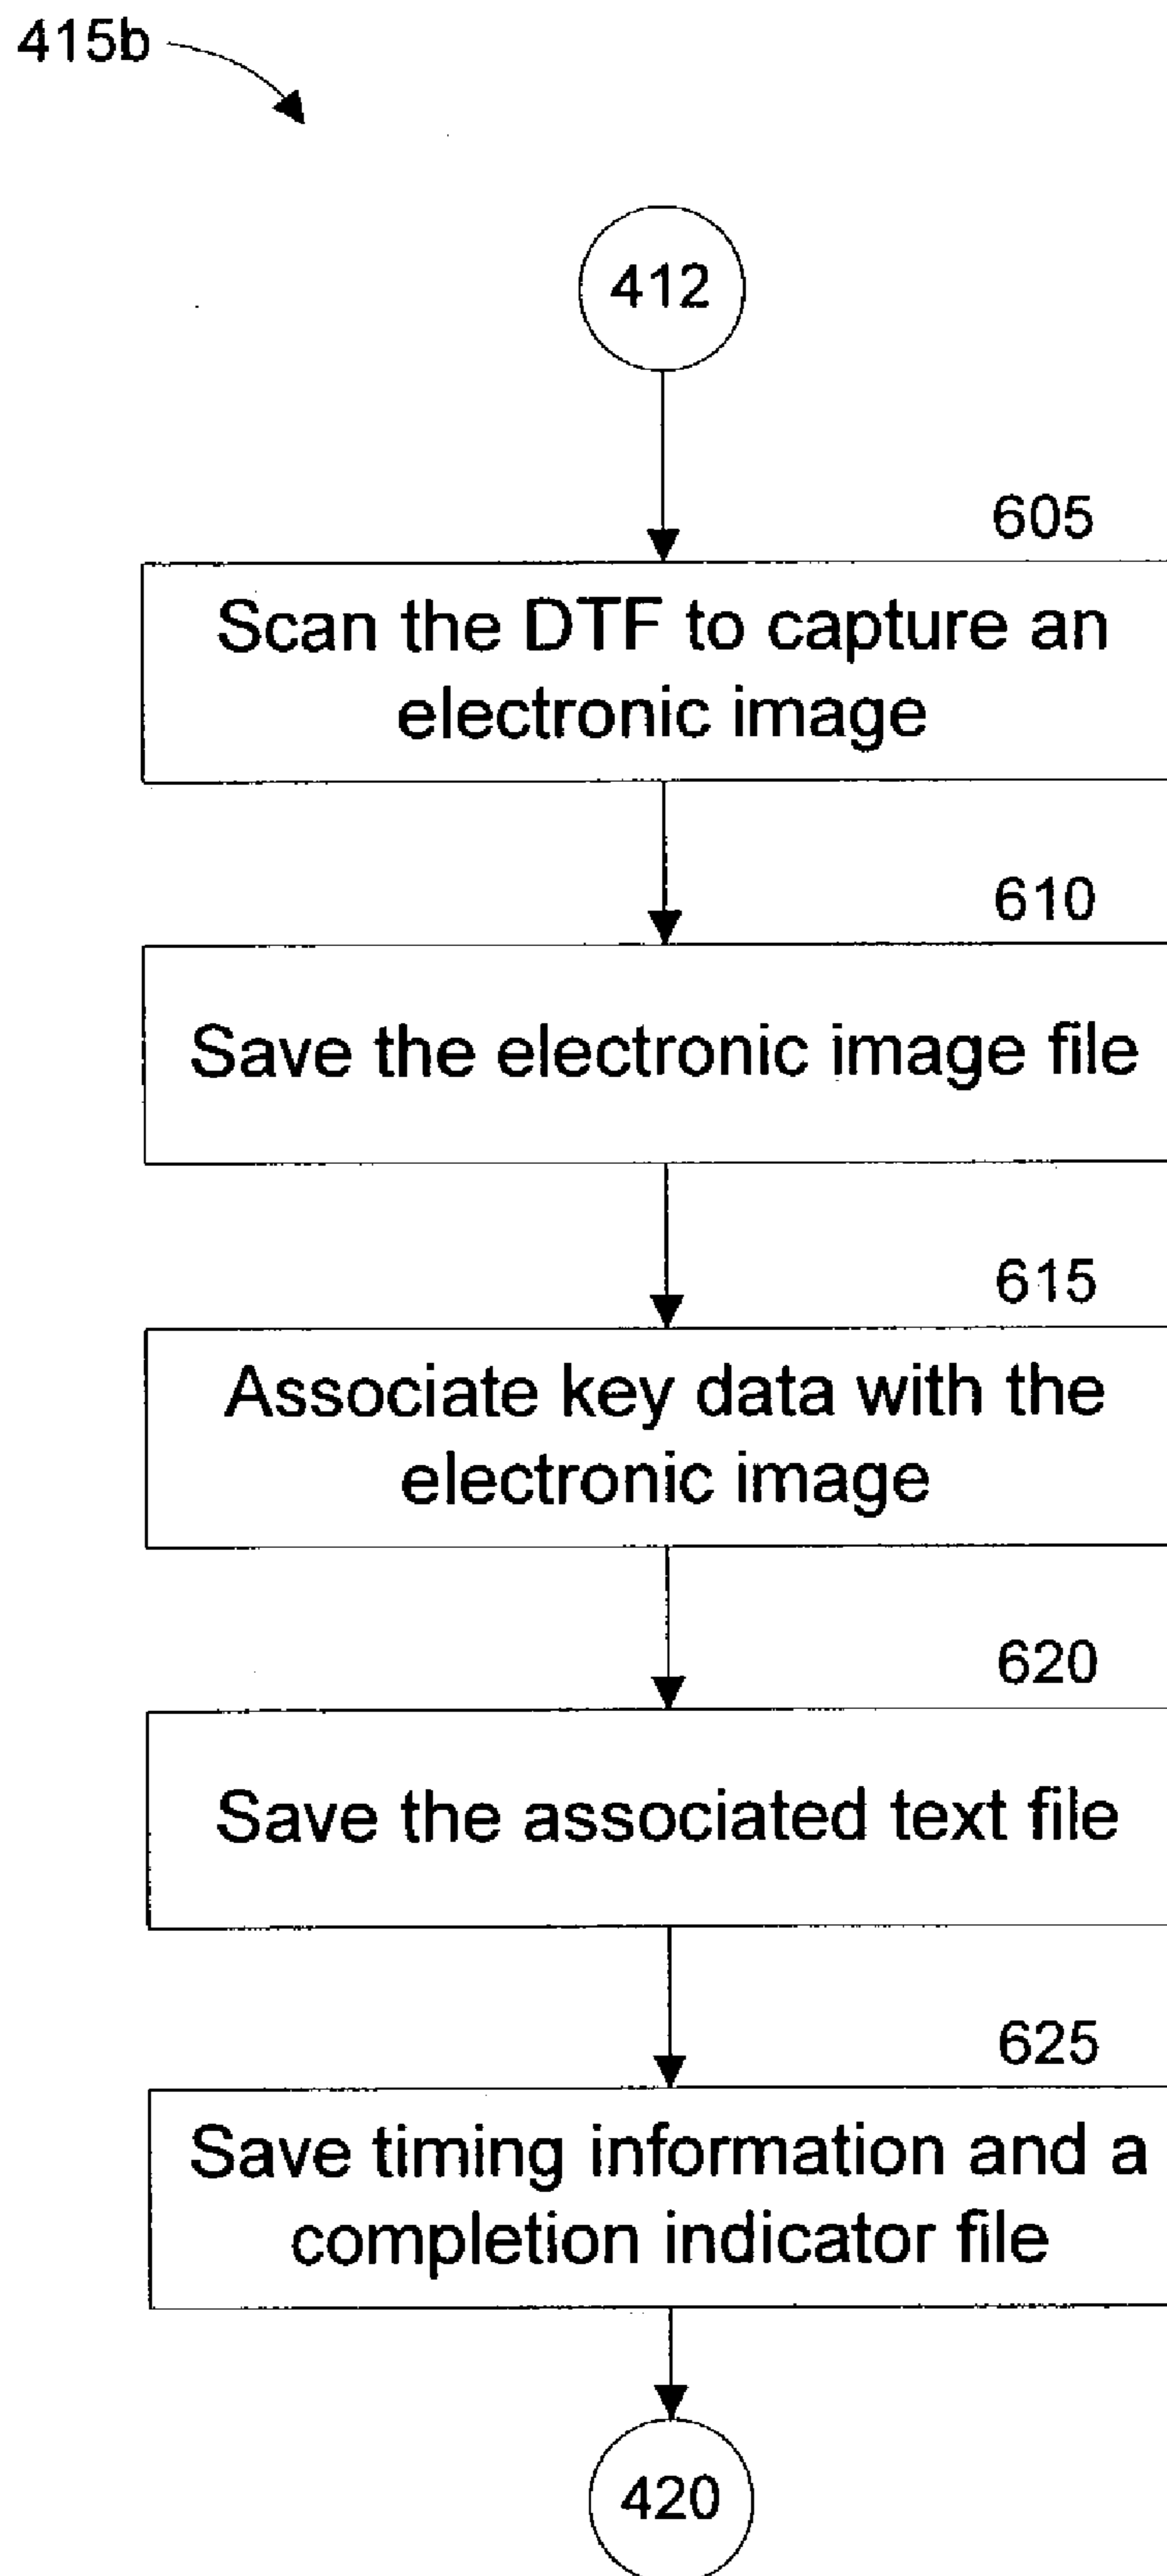 415b
412
605
Scan the DTF to capture an
electronic image
610
Save the electronic image file
615
Associate key data with the
electronic image
620
Save the associated text file
625
Save timing information and a
completion indicator file
420